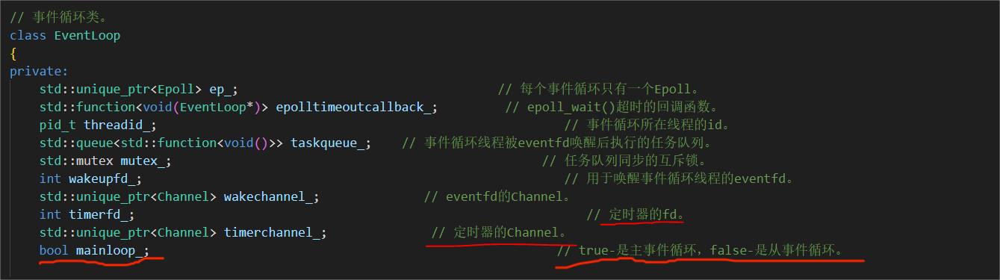 // 事件循环类。
class EventLoop
{
private:
    std::unique_ptr<Epoll> ep_;                                   // 每个事件循环只有一个Epoll。
    std::function<void(EventLoop*)> epolltimeoutcallback_;         // epoll_wait()超时的回调函数。
    pid_t threadid_;                                                      // 事件循环所在线程的id。
    std::queue<std::function<void()>> taskqueue_;    // 事件循环线程被eventfd唤醒后执行的任务队列。
    std::mutex mutex_;                                                 // 任务队列同步的互斥锁。
    int wakeupfd_;                                                        // 用于唤醒事件循环线程的eventfd。
    std::unique_ptr<Channel> wakechannel_;              // eventfd的Channel。
    int timerfd_;                                                            // 定时器的fd。
    std::unique_ptr<Channel> timerchannel_;              // 定时器的Channel。
    bool mainloop_;                                                      // true-是主事件循环，false-是从事件循环。